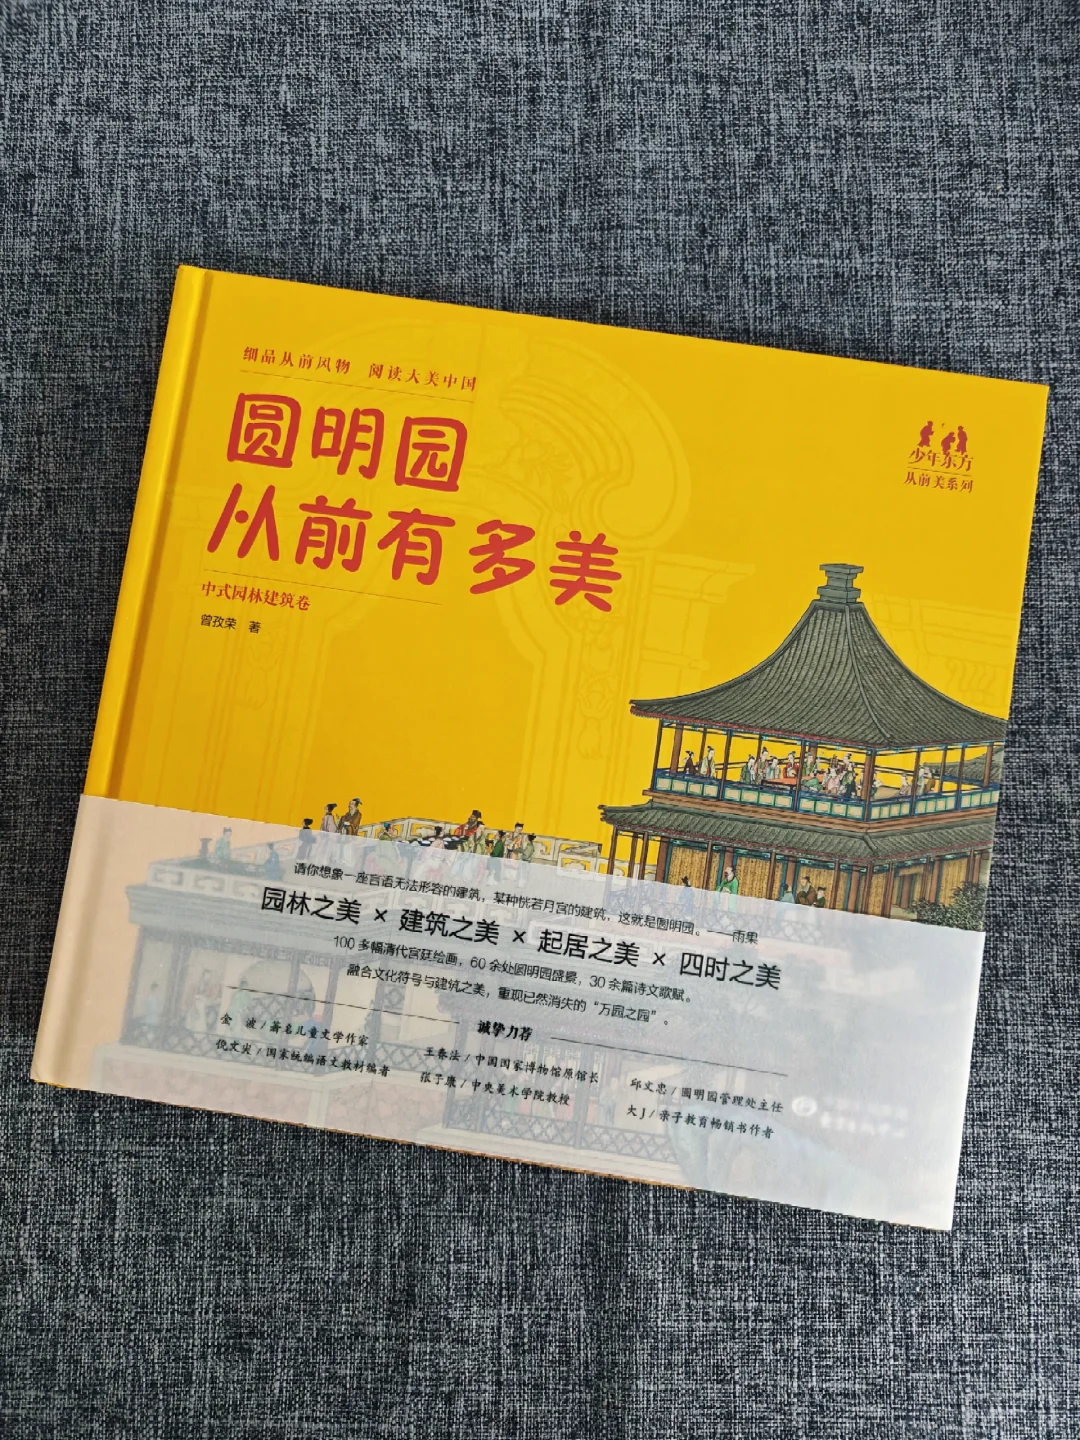 细品从前风物 阅读大美中国
圆明园
从前有多美
中式园林建筑卷
曾孜荣 著
少年东方
从前美系列
请你想象一座言语无法形容的建筑，某种恍若月宫的建筑，这就是圆明园。——雨果
园林之美 × 建筑之美 × 起居之美 × 四时之美
100 多幅清代宫廷绘画，60 余处圆明园盛景，30 余篇诗文歌赋。
融合文化符号与建筑之美，重现已然消失的“万园之园”。
诚挚力荐
金 波 / 著名儿童文学作家
王春法 / 中国国家博物馆原馆长
邱文忠 / 圆明园管理处主任
倪文尖 / 国家统编语文教材编者
张子康 / 中央美术学院教授
大J / 亲子教育畅销书作者